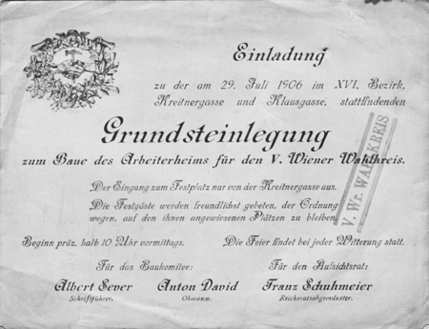 Einladung
zu der am 29. Juli 1906 im XVI. Bezirk,
Kreitnergasse und Klausgasse, stattfindenden
Grundsteinlegung
zum Baue des Arbeiterheims für den V. Wiener Wahlkreis.
Der Eingang zum Festplatz nur von der Kreitnergasse aus.
Die Festgäste werden freundlichst gebeten, der Ordnung
wegen, auf den ihnen angewiesenen Plätzen zu bleiben.
V. Wr. WAHLKREIS
Beginn präz. halb 10 Uhr vormittags. Die Feier findet bei jeder Witterung statt.
Für das Baukomitee: Für den Aufsichtsrat:
Albert Sever Anton David Franz Schuhmeier
Schriftführer. Obmann. Reichsratsabgeordneter.